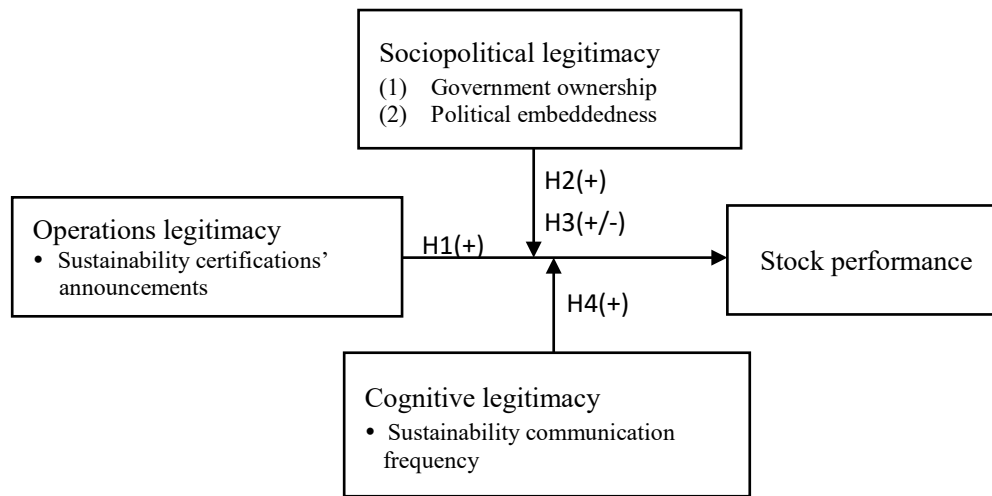 Sociopolitical legitimacy
(1) Government ownership
(2) Political embeddedness
H2(+)
H3(+/-)
Operations legitimacy
• Sustainability certifications’
announcements
H1(+)
Stock performance
H4(+)
Cognitive legitimacy
• Sustainability communication
frequency